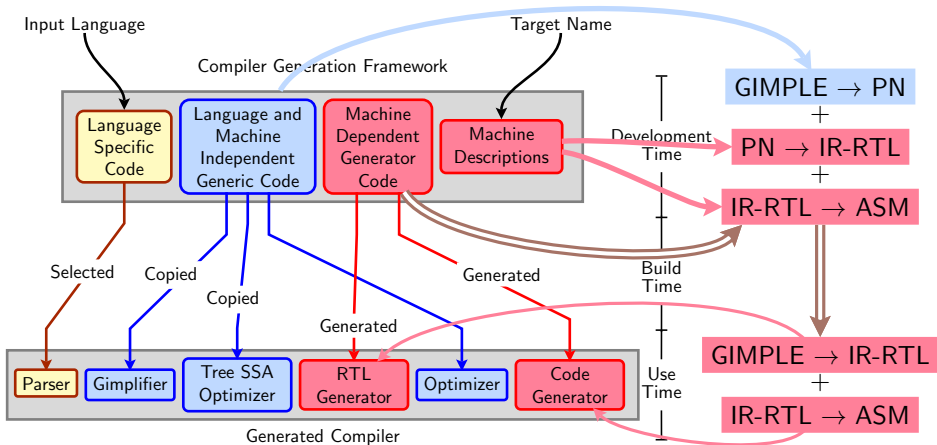 Input Language
Target Name
Compiler Generation Framework
Language
Specific
Code
Language and
Machine
Independent
Generic Code
Machine
Dependent
Generator
Code
Machine
Descriptions
Development
Time
GIMPLE → PN
+
PN → IR-RTL
+
IR-RTL → ASM
Selected
Copied
Copied
Generated
Generated
Build
Time
Parser
Gimplifier
Tree SSA
Optimizer
RTL
Generator
Optimizer
Code
Generator
Use
Time
GIMPLE → IR-RTL
+
IR-RTL → ASM
Generated Compiler